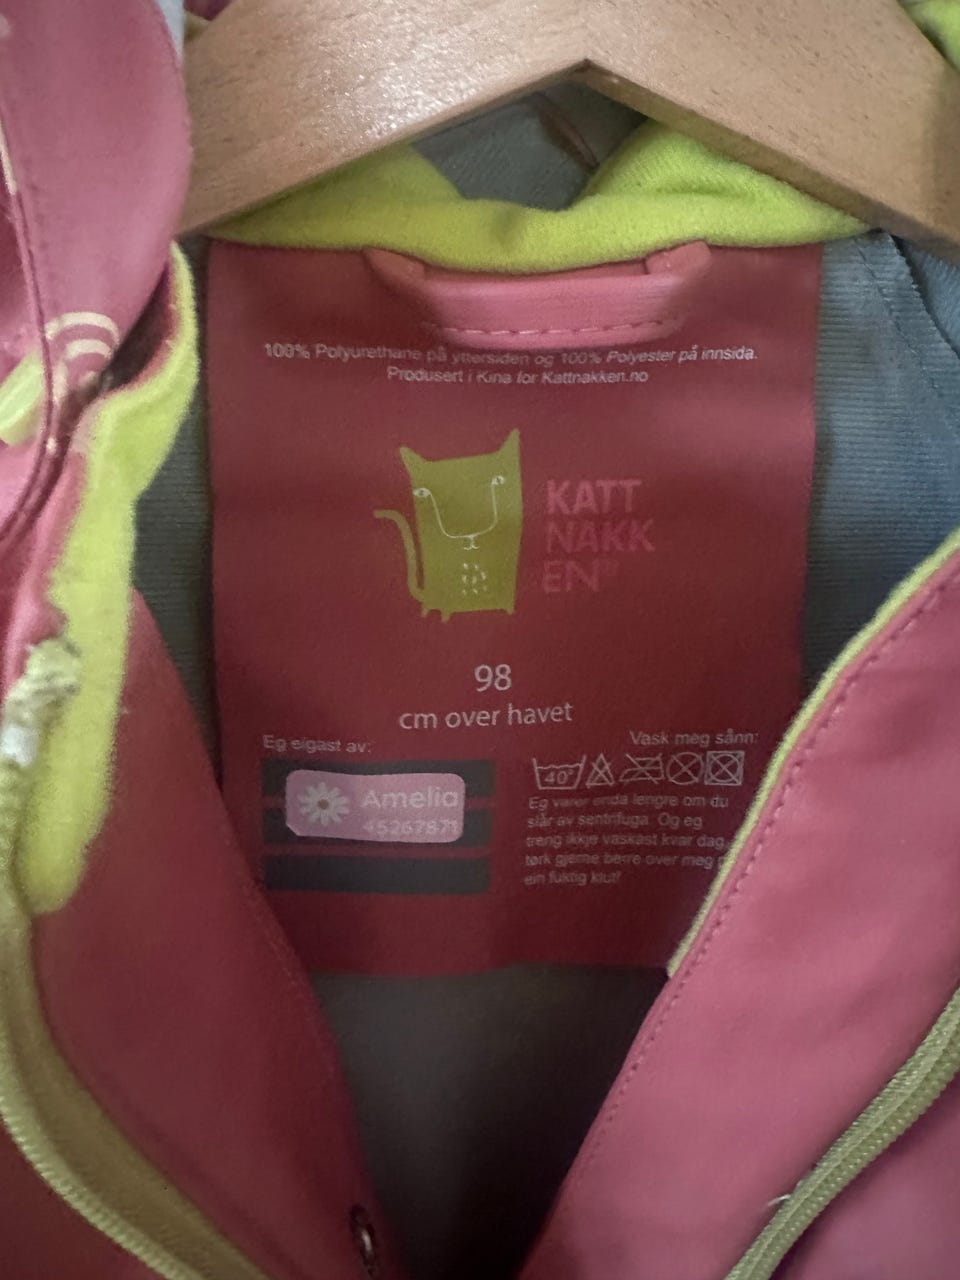 100% Polyurethane på yttersiden og 100% Polyester på innsida.
Produsert i Kina for Kattnakken.no
KATT
NAKK
EN
98
cm over havet
Eg eigast av:
Amelia
45267871
Vask meg sånn:
40°
Eg varer enda lengre om du
slår av sentrifuga. Og eg
treng ikkje vaskast kvar dag,
tørk gjerne berre over meg
ein fuktig klut!